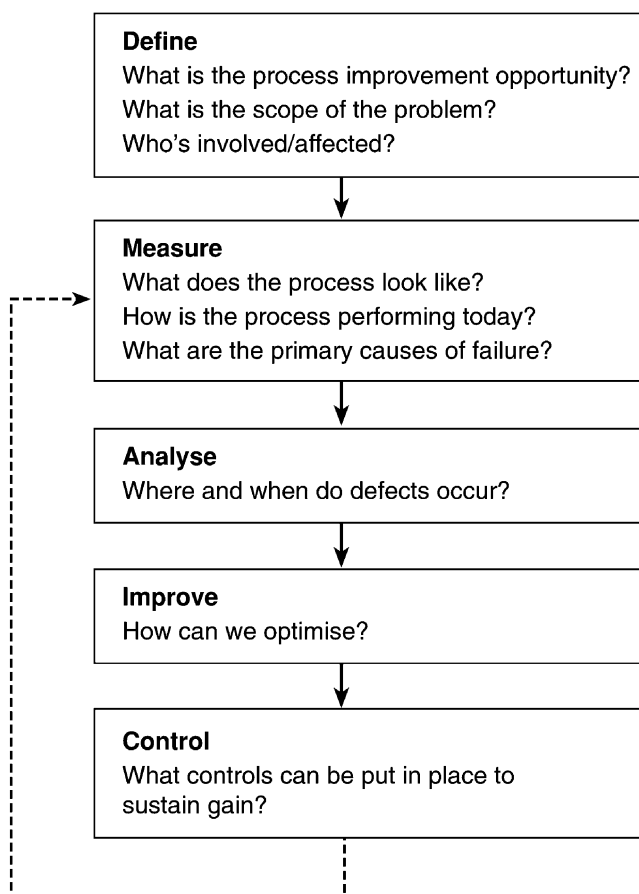 Define
What is the process improvement opportunity?
What is the scope of the problem?
Who's involved/affected?
Measure
What does the process look like?
How is the process performing today?
What are the primary causes of failure?
Analyse
Where and when do defects occur?
Improve
How can we optimise?
Control
What controls can be put in place to
sustain gain?